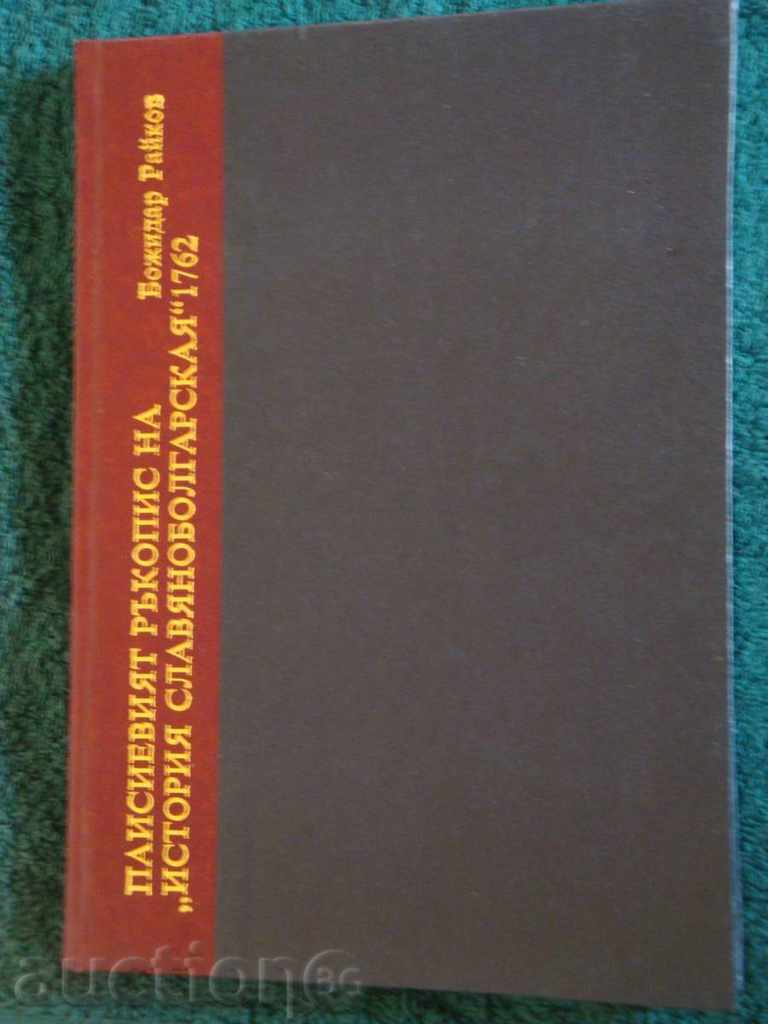 Божидар Райков
ПАИСИЕВИЯТ РЪКОПИС НА
„ИСТОРИЯ СЛАВЯНОБОЛГАРСКАЯ“1762
auction BG